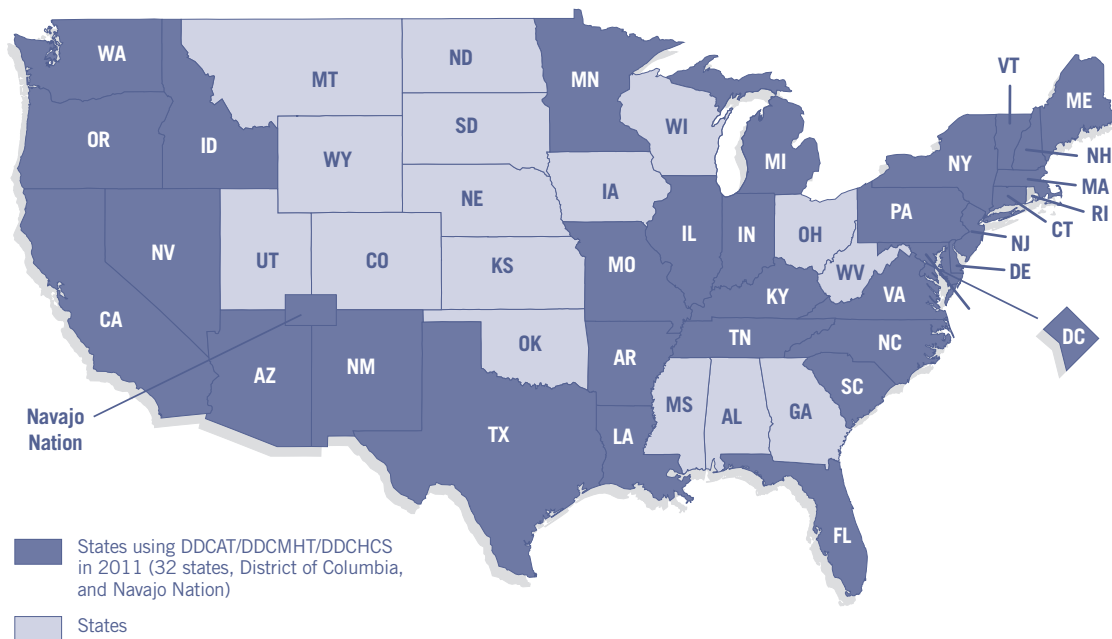 WA
MT
ND
MN
VT
ME
OR
ID
SD
WI
MI
NY
NH
WY
MA
IA
NE
PA
RI
CT
NV
UT
CO
IL
IN
OH
NJ
KS
MO
WV
DE
CA
KY
VA
DC
OK
TN
NC
AZ
NM
AR
SC
MS
AL
GA
Navajo
Nation
TX
LA
FL
States using DDCAT/DDCMHT/DDCHCS
in 2011 (32 states, District of Columbia,
and Navajo Nation)
States